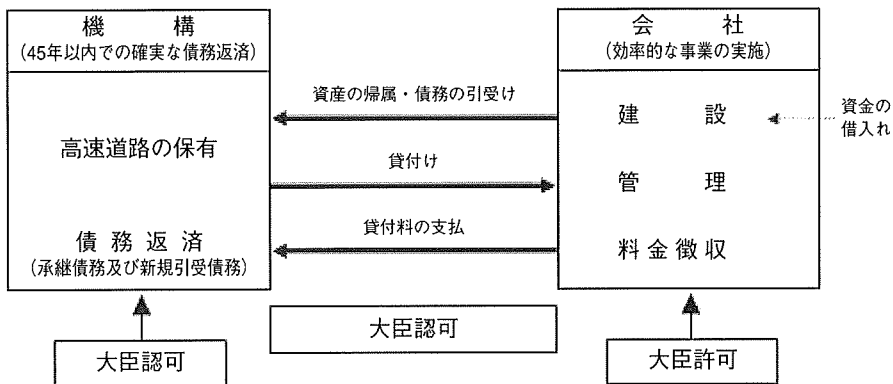 機構
(45年以内での確実な債務返済)
高速道路の保有
債務返済
(承継債務及び新規引受債務)
資産の帰属・債務の引受け
貸付け
貸付料の支払
会社
(効率的な事業の実施)
建設
管理
料金徴収
資金の
借入れ
大臣認可
大臣認可
大臣許可